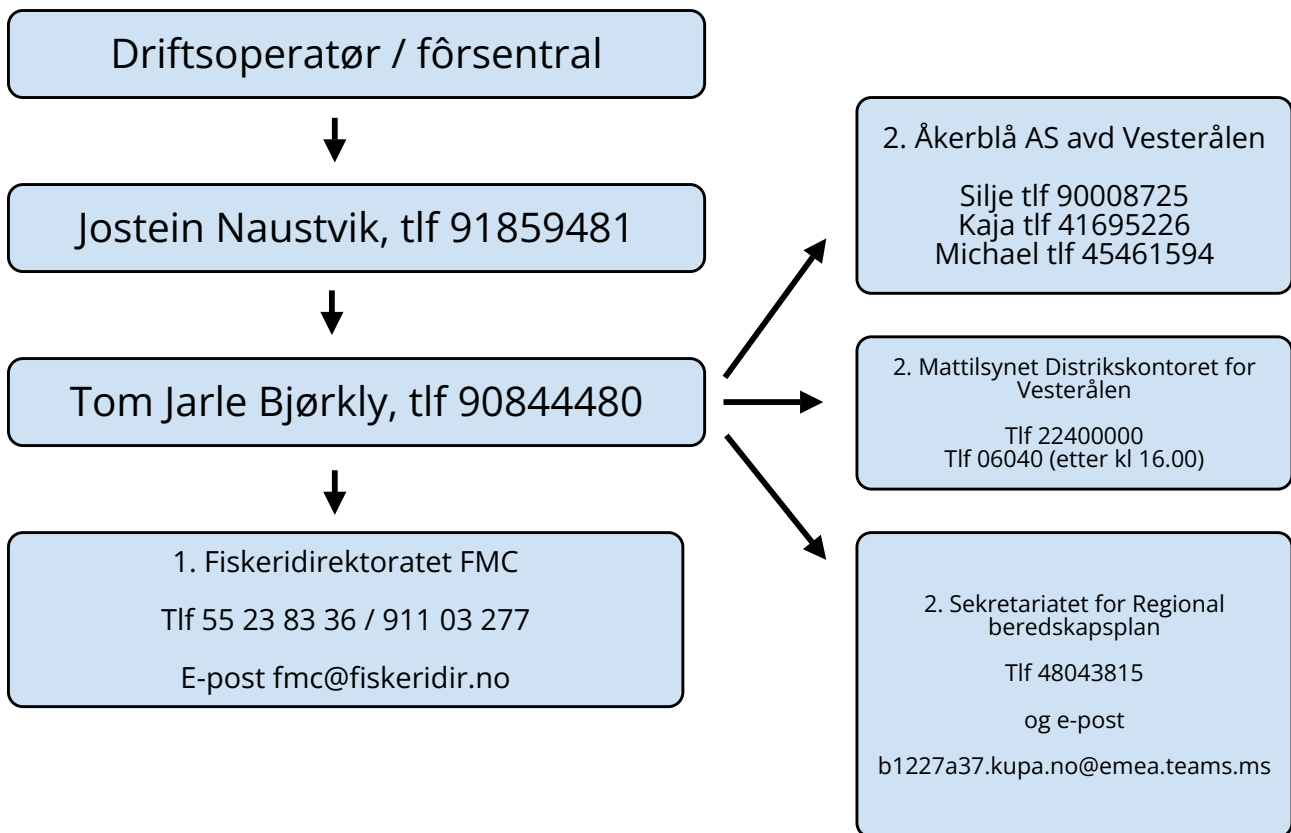 Driftsoperatør / fôrsentral
Jostein Naustvik, tlf 91859481
Tom Jarle Bjørkly, tlf 90844480
1. Fiskeridirektoratet FMC
Tlf 55 23 83 36 / 911 03 277
E-post fmc@fiskeridir.no
2. Åkerblå AS avd Vesterålen
Silje tlf 90008725
Kaja tlf 41695226
Michael tlf 45461594
2. Mattilsynet Distrikskontoret for
Vesterålen
Tlf 22400000
Tlf 06040 (etter kl 16.00)
2. Sekretariatet for Regional
beredskapsplan
Tlf 48043815
og e-post
b1227a37.kupa.no@emea.teams.ms